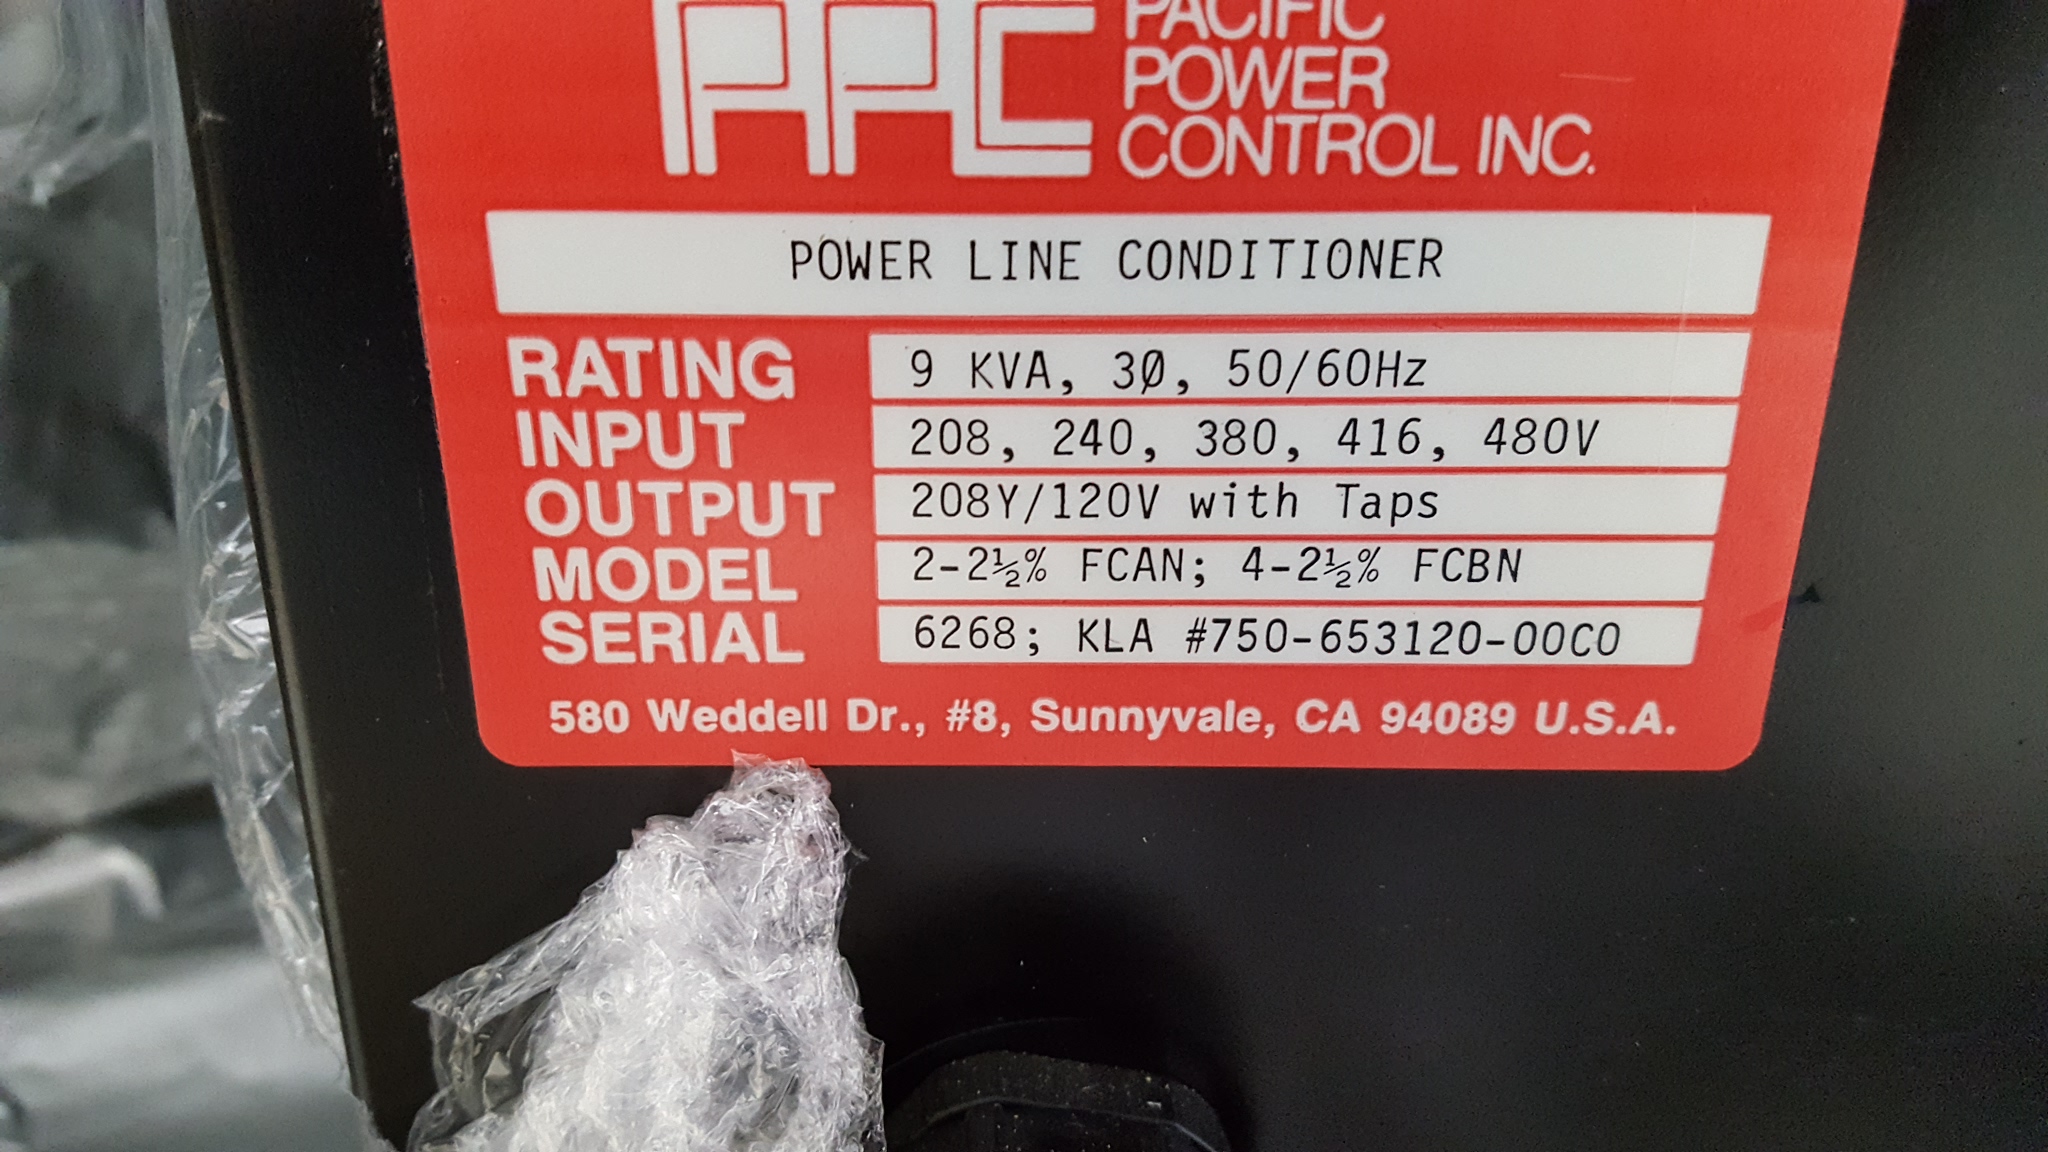 PPC
PACIFIC
POWER
CONTROL INC.
POWER LINE CONDITIONER
RATING 9 KVA, 3Ø, 50/60Hz
INPUT 208, 240, 380, 416, 480V
OUTPUT 208Y/120V with Taps
MODEL 2-2½% FCAN; 4-2½% FCBN
SERIAL 6268; KLA #750-653120-00C0
580 Weddell Dr., #8, Sunnyvale, CA 94089 U.S.A.